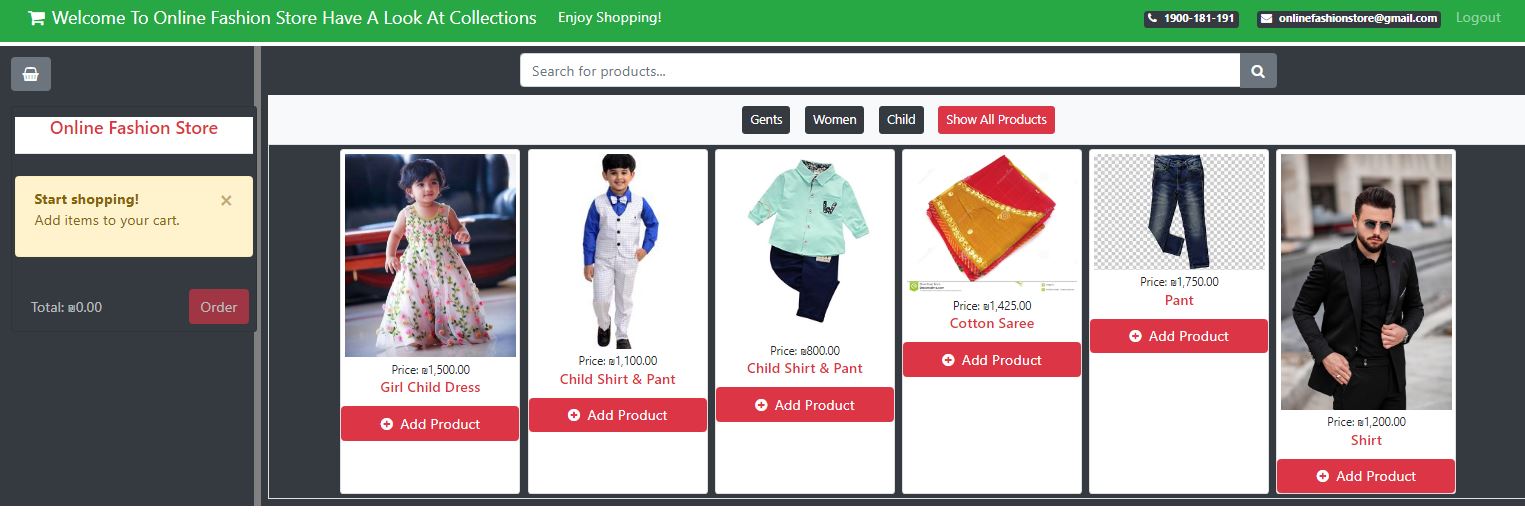 Welcome To Online Fashion Store Have A Look At Collections
Enjoy Shopping!
1900-181-191
onlinefashionstore@gmail.com
Logout
Search for products...
Online Fashion Store
Start shopping!
×
Add items to your cart.
Total: ₪0.00
Order
Gents
Women
Child
Show All Products
Price: ₪1,500.00
Girl Child Dress
Add Product
Price: ₪1,100.00
Child Shirt & Pant
Add Product
Price: ₪800.00
Child Shirt & Pant
Add Product
Price: ₪1,425.00
Cotton Saree
Add Product
Price: ₪1,750.00
Pant
Add Product
Price: ₪1,200.00
Shirt
Add Product